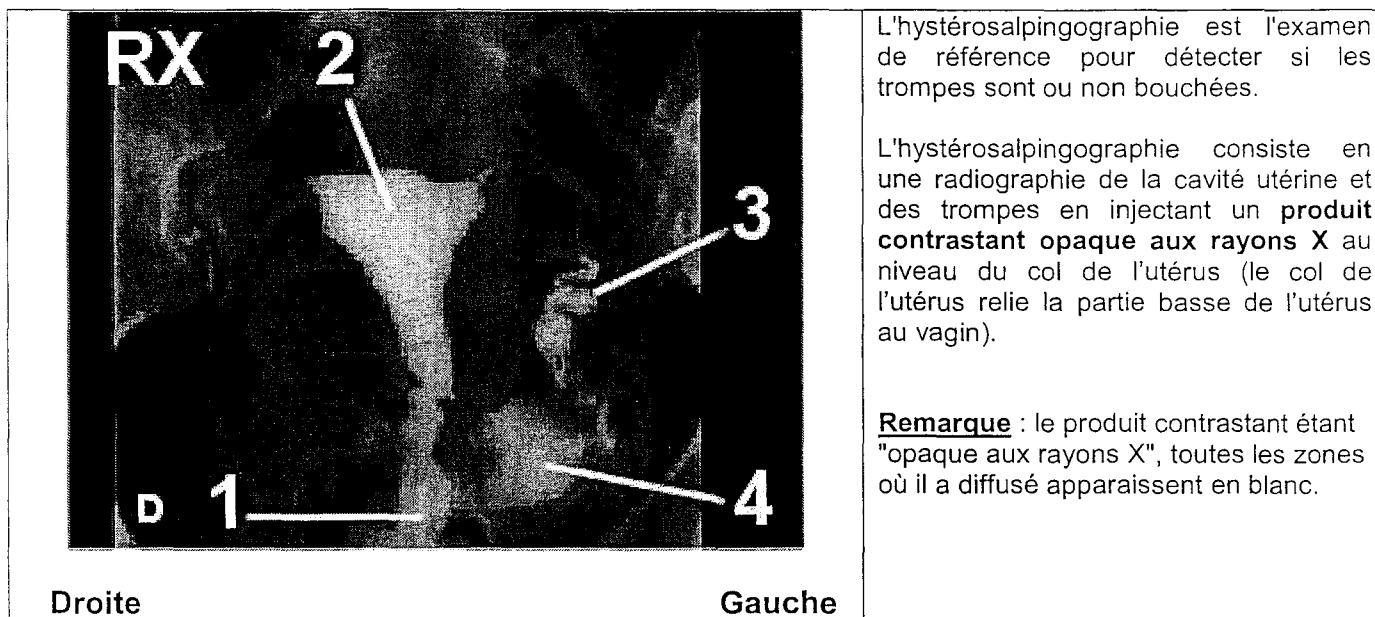 RX 2
3
D 1
4
Droite Gauche
L'hystérosalpingographie est l'examen
de référence pour détecter si les
trompes sont ou non bouchées.
L'hystérosalpingographie consiste en
une radiographie de la cavité utérine et
des trompes en injectant un produit
contrastant opaque aux rayons X au
niveau du col de l'utérus (le col de
l'utérus relie la partie basse de l'utérus
au vagin).
Remarque : le produit contrastant étant
"opaque aux rayons X", toutes les zones
où il a diffusé apparaissent en blanc.